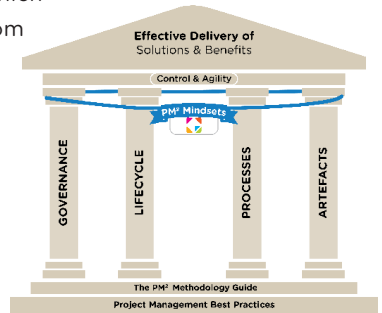 om
Effective Delivery of
Solutions & Benefits
Control & Agility
PM² Mindsets
GOVERNANCE
LIFECYCLE
PROCESSES
ARTEFACTS
The PM² Methodology Guide
Project Management Best Practices